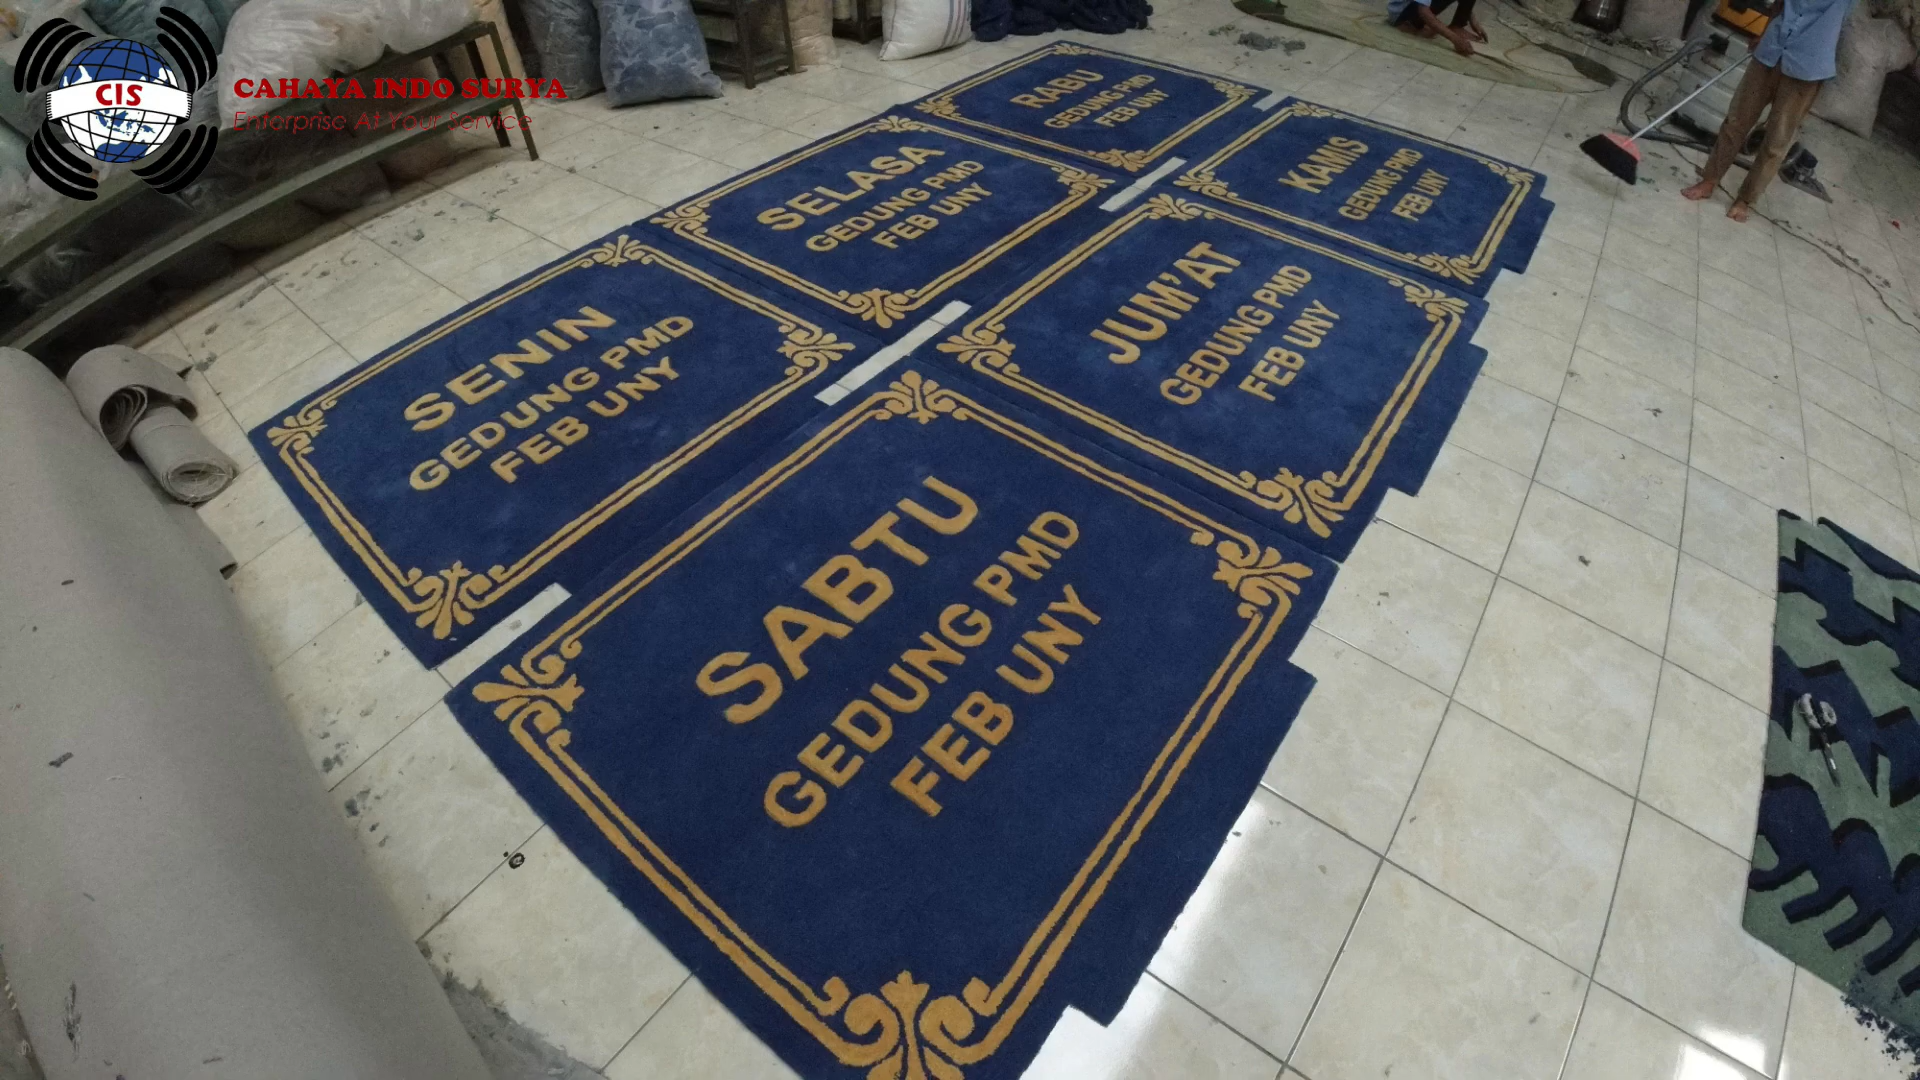 CIS
CAHAYA INDO SURYA
Enterprise At Your Service
RABU
GEDUNG PMD
FEB UNY
KAMIS
GEDUNG PMD
FEB UNY
SELASA
GEDUNG PMD
FEB UNY
JUM'AT
GEDUNG PMD
FEB UNY
SENIN
GEDUNG PMD
FEB UNY
SABTU
GEDUNG PMD
FEB UNY